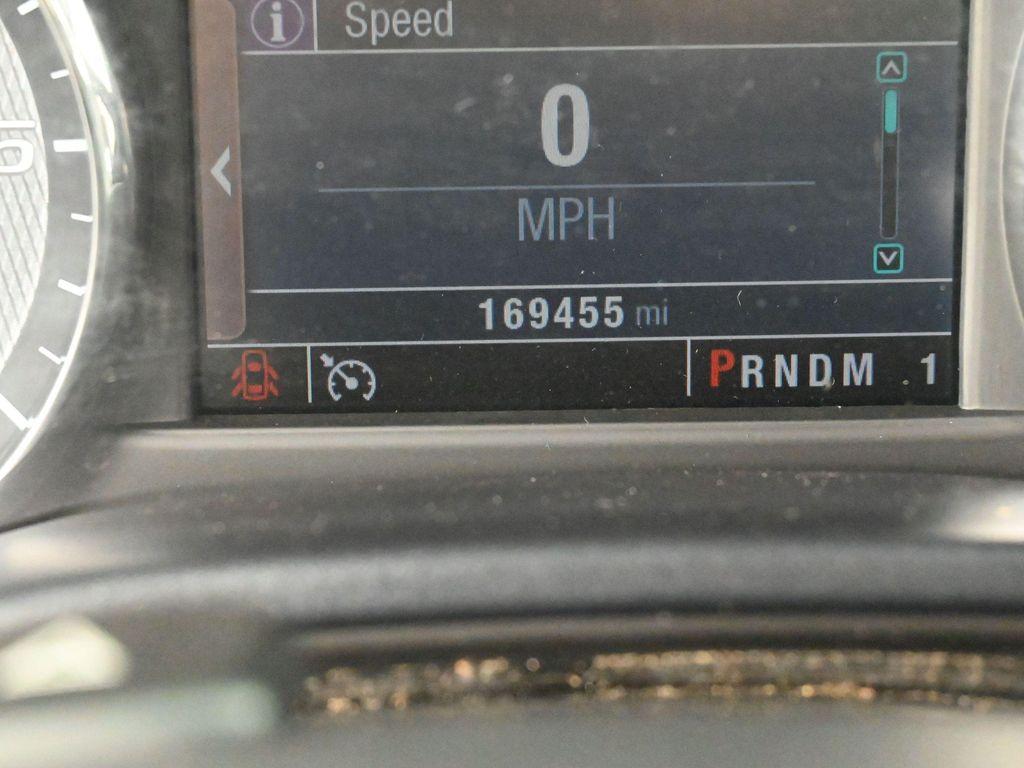 i Speed
0
MPH
169455 mi
PRNDM 1